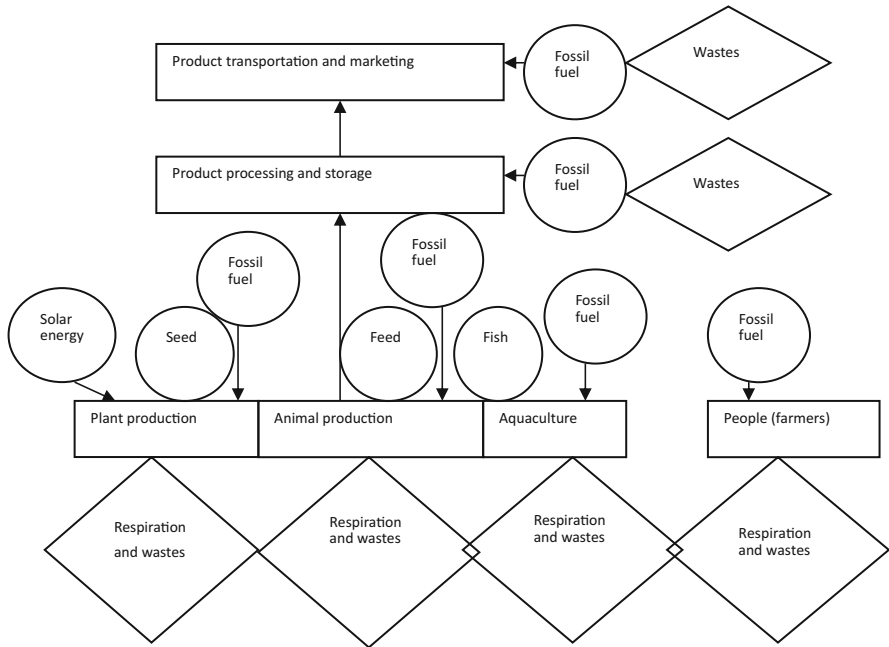 Product transportation and marketing
Fossil
fuel
Wastes
Product processing and storage
Fossil
fuel
Wastes
Solar
energy
Seed
Fossil
fuel
Feed
Fossil
fuel
Fish
Fossil
fuel
Fossil
fuel
Plant production
Animal production
Aquaculture
People (farmers)
Respiration
and wastes
Respiration
and wastes
Respiration
and wastes
Respiration
and wastes